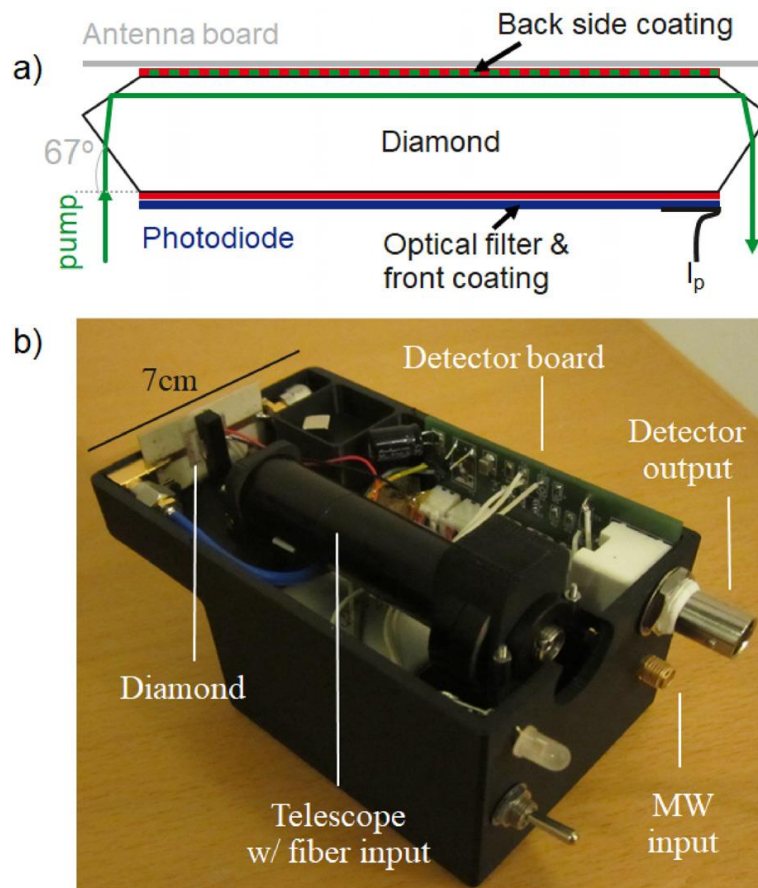 a)
Antenna board
Back side coating
Diamond
67°
pump
Photodiode
Optical filter &
front coating
Ip
b)
7cm
Detector board
Detector
output
Diamond
Telescope
w/ fiber input
MW
input